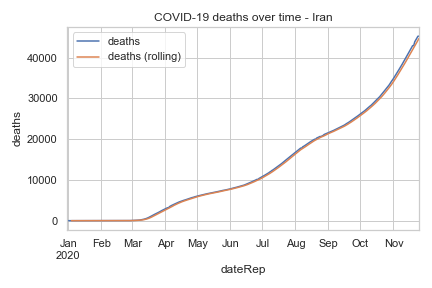 COVID-19 deaths over time - Iran
deaths
deaths (rolling)
40000
30000
20000
10000
0
deaths
Jan Feb Mar Apr May Jun Jul Aug Sep Oct Nov
2020
dateRep